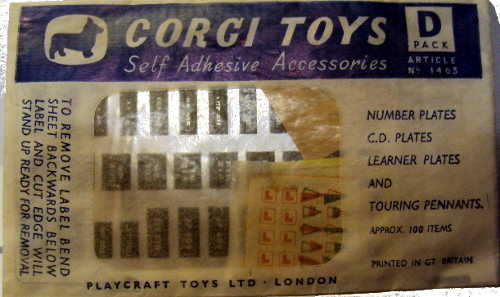 CORGI TOYS
Self Adhesive Accessories
D
PACK
ARTICLE
No 1463
TO REMOVE LABEL BEND
SHEET BACKWARDS BELOW
LABEL AND CUT EDGE WILL
STAND UP READY FOR REMOVAL
NUMBER PLATES
C.D. PLATES
LEARNER PLATES
AND
TOURING PENNANTS.
APPROX. 100 ITEMS
PRINTED IN GT. BRITAIN
PLAYCRAFT TOYS LTD · LONDON